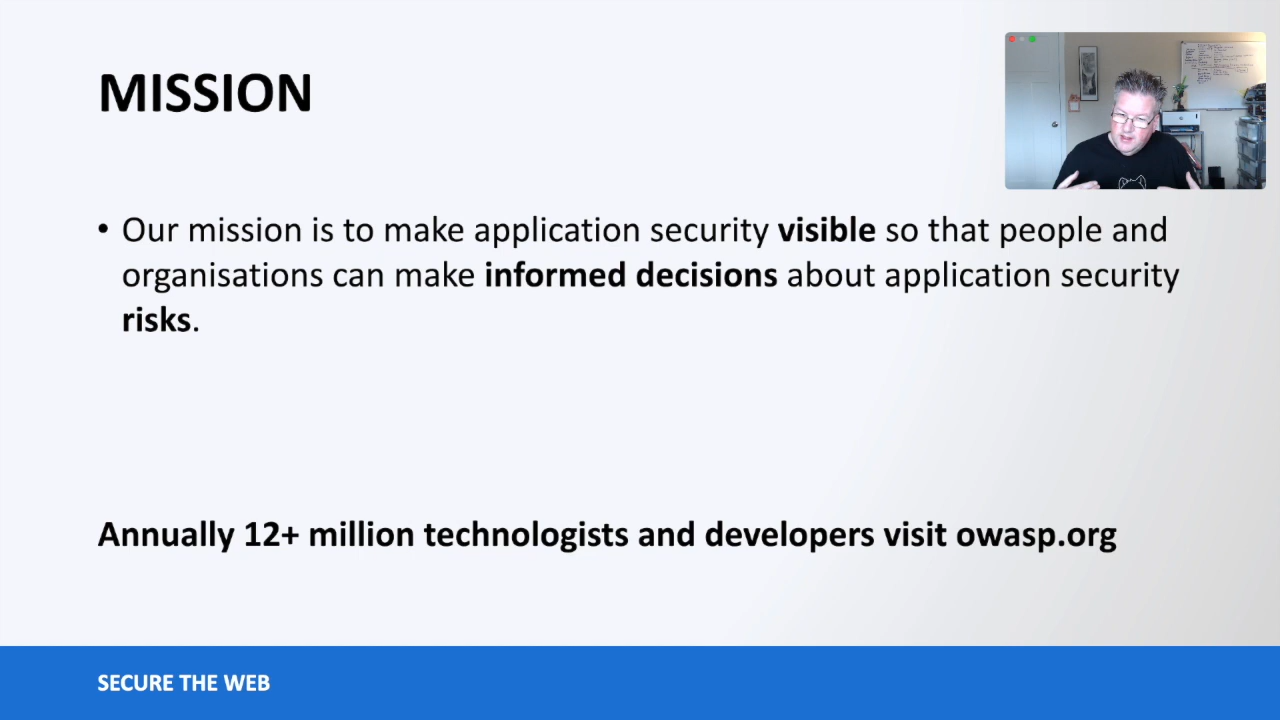 MISSION
• Our mission is to make application security visible so that people and
organisations can make informed decisions about application security
risks.
Annually 12+ million technologists and developers visit owasp.org
SECURE THE WEB